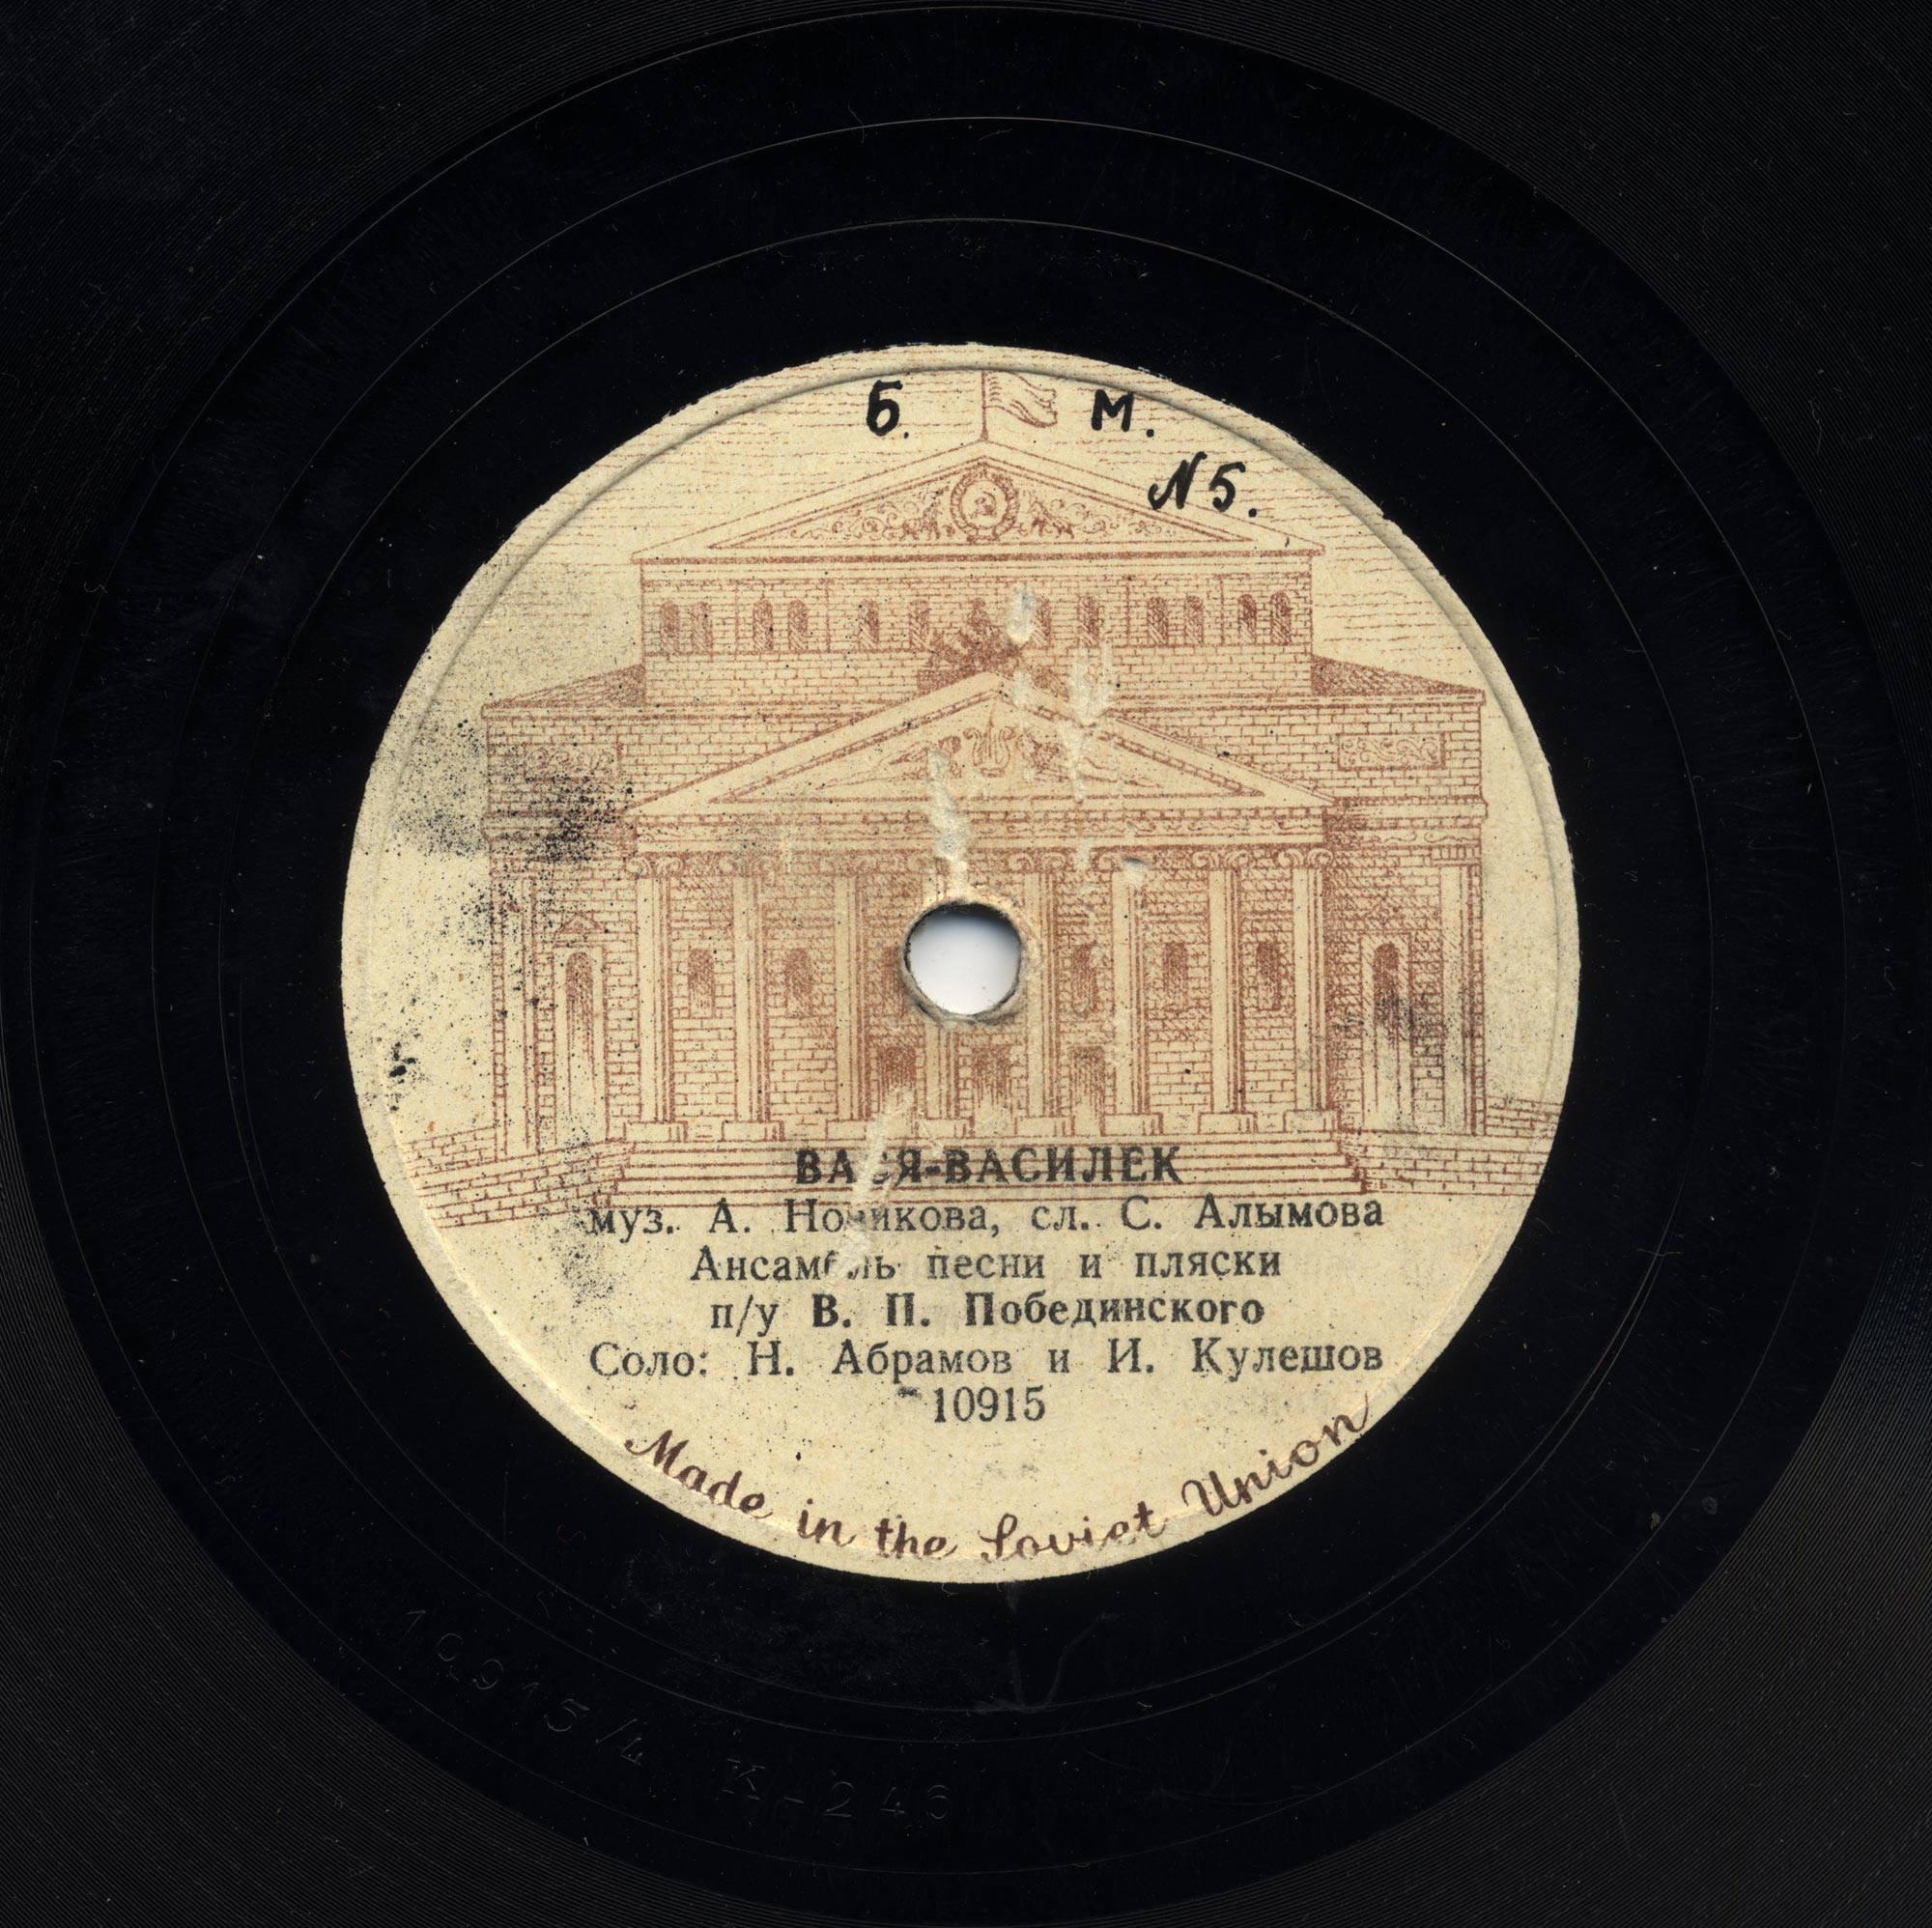 Б. М.
N 5.
ВАСЯ-ВАСИЛЕК
муз. А. Новикова, сл. С. Алымова
Ансамбль песни и пляски
п/у В. П. Побединского
Соло: Н. Абрамов и И. Кулешов
10915
Made in the Soviet Union
10915/4 К-246